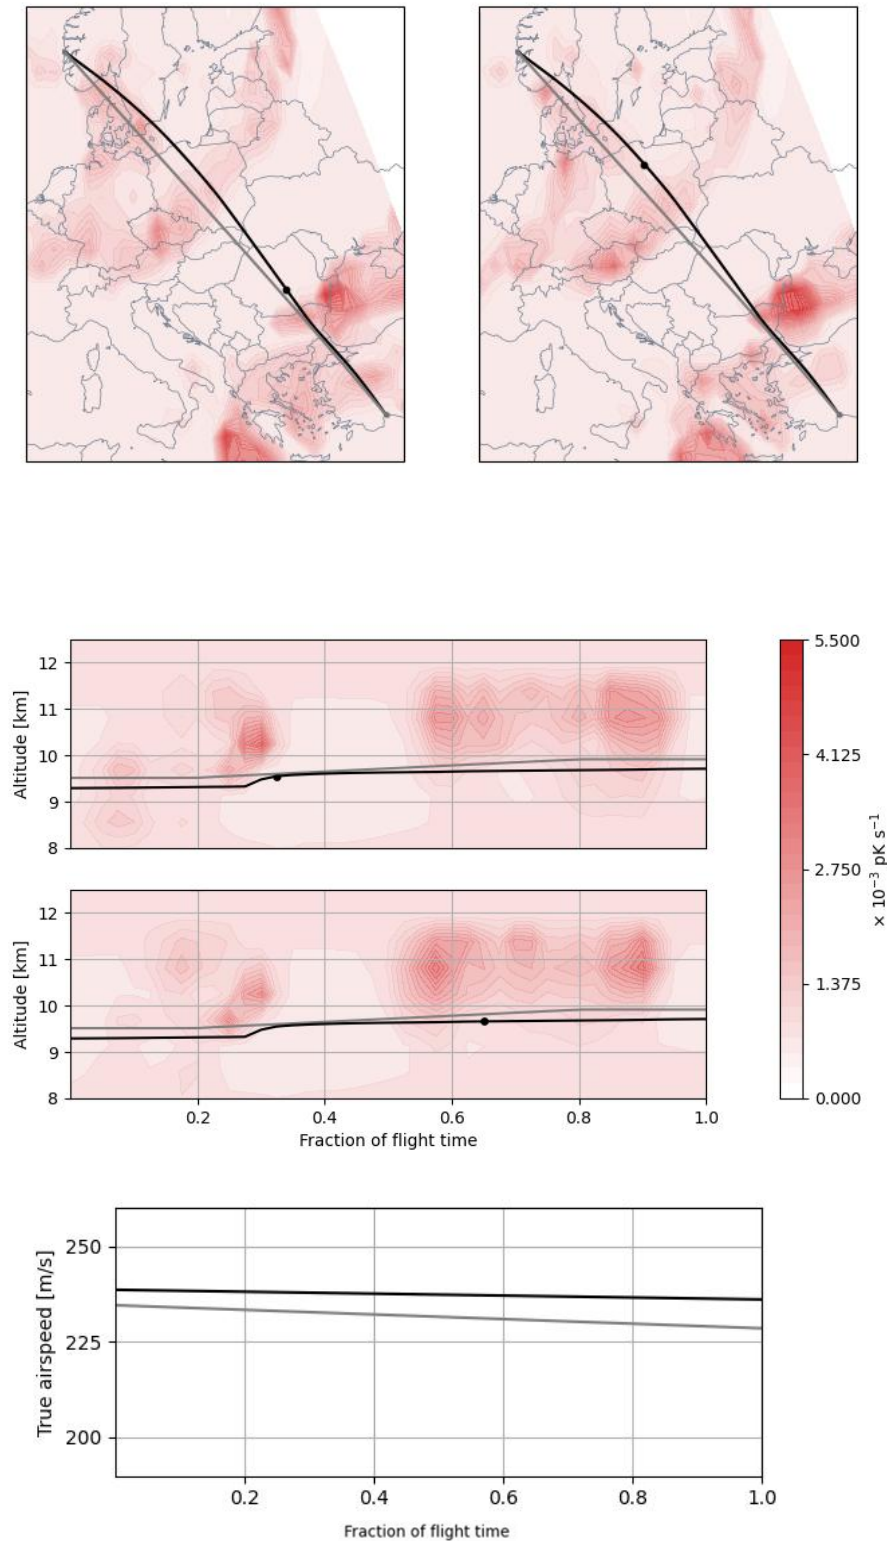 12
11
10
9
8
Altitude [km]
12
11
10
9
8
Altitude [km]
0.2 0.4 0.6 0.8 1.0
Fraction of flight time
5.500
4.125
2.750
1.375
0.000
× 10⁻³ pK s⁻¹
250
225
200
True airspeed [m/s]
0.2 0.4 0.6 0.8 1.0
Fraction of flight time